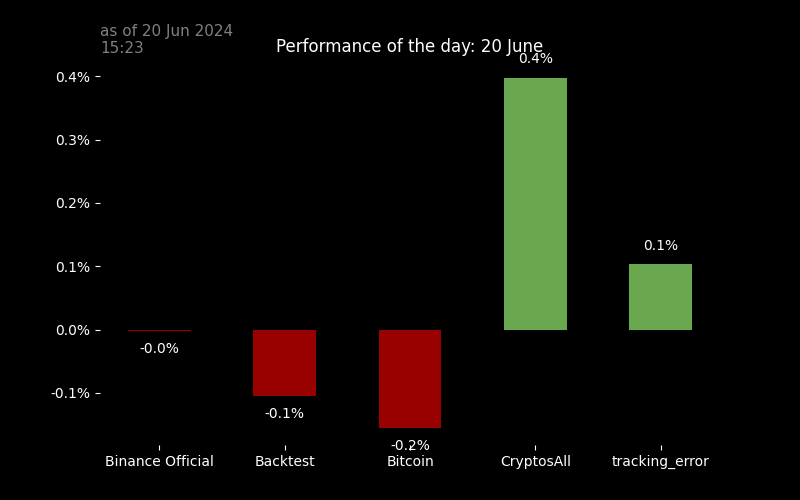 as of 20 Jun 2024
15:23
Performance of the day: 20 June
0.4%
0.4%
0.3%
0.2%
0.1%
0.1%
0.0%
-0.0%
-0.1%
-0.1%
-0.2%
Binance Official
Backtest
Bitcoin
CryptosAll
tracking_error